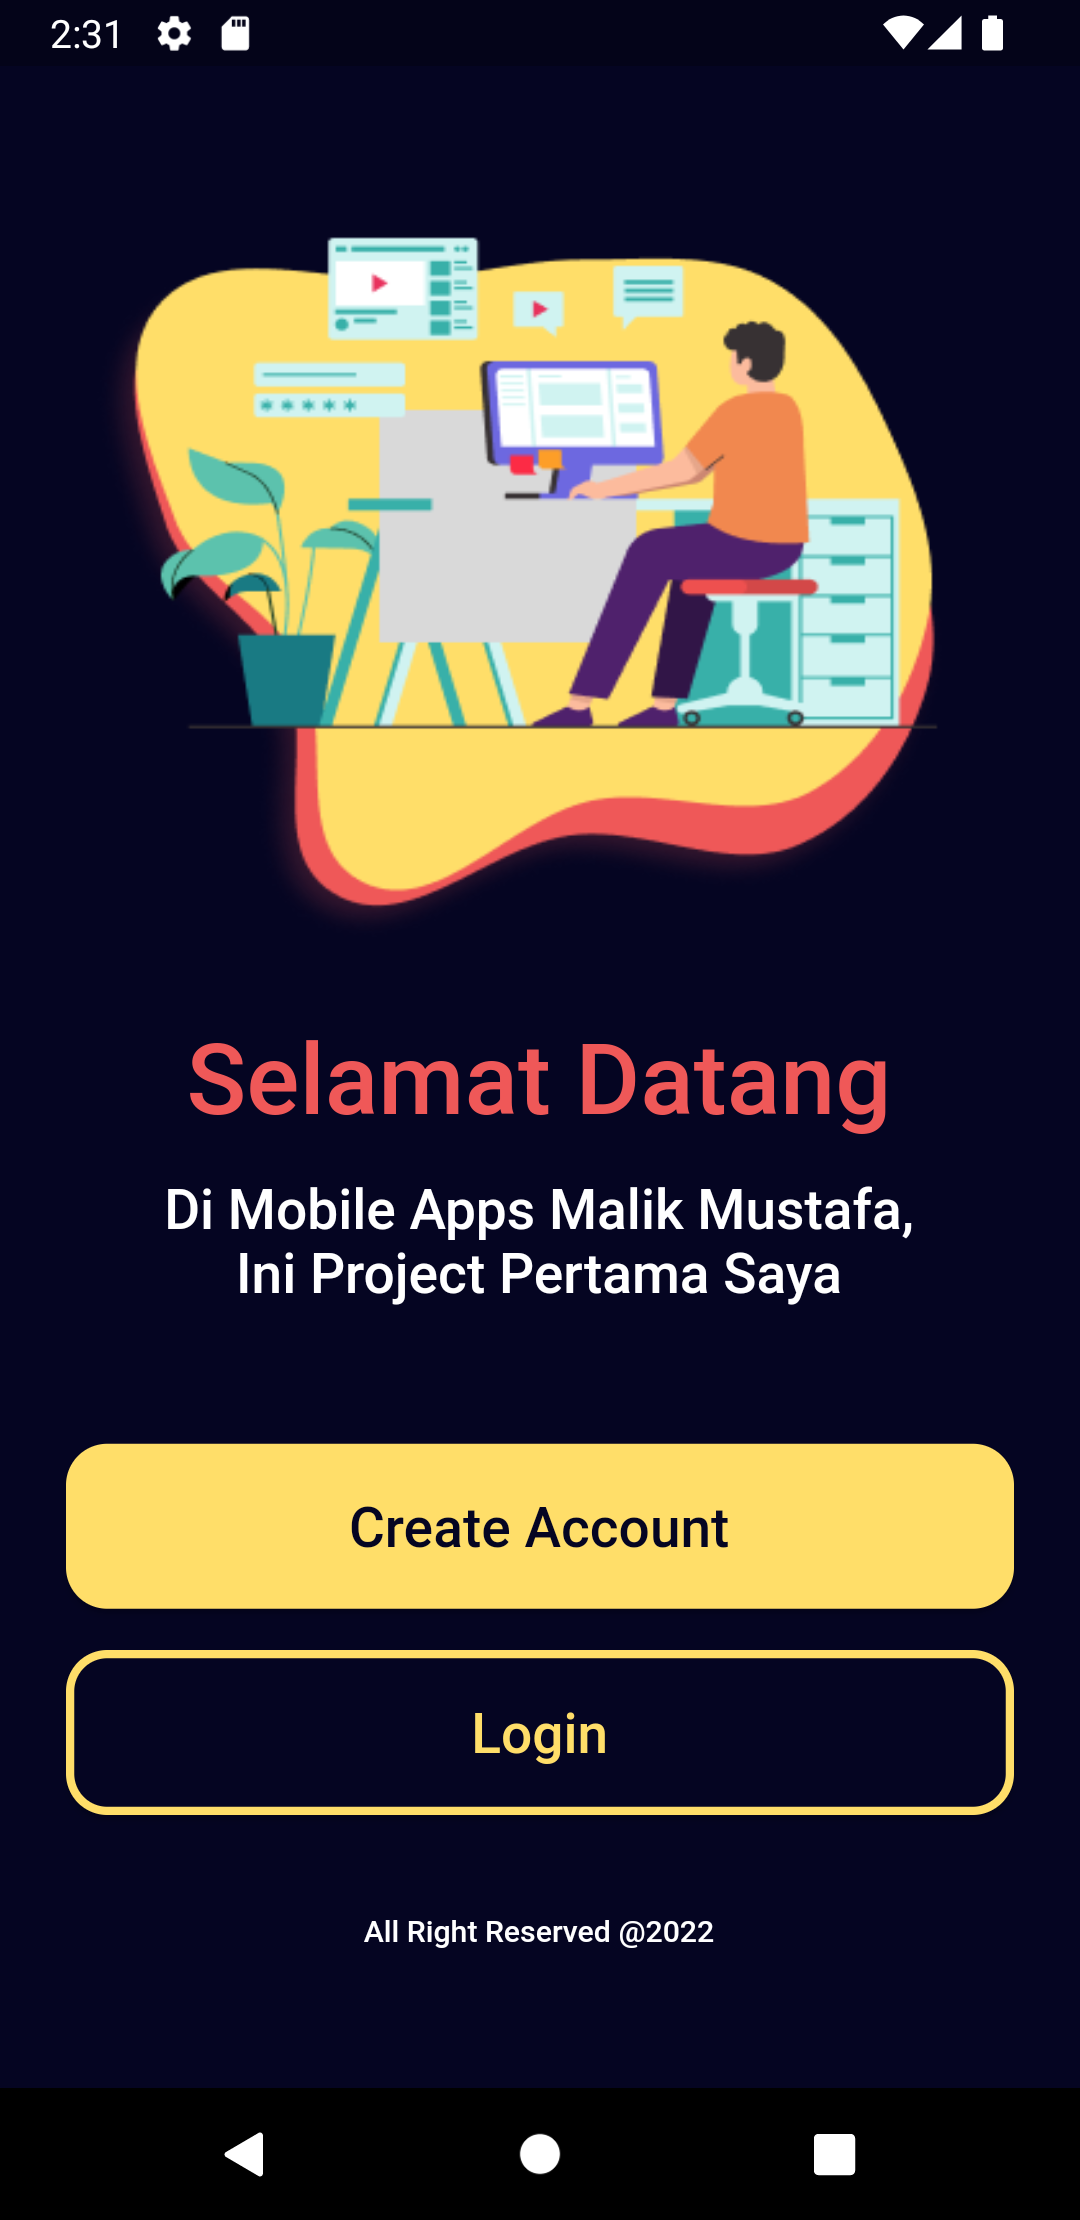 2:31
Selamat Datang
Di Mobile Apps Malik Mustafa,
Ini Project Pertama Saya
Create Account
Login
All Right Reserved @2022